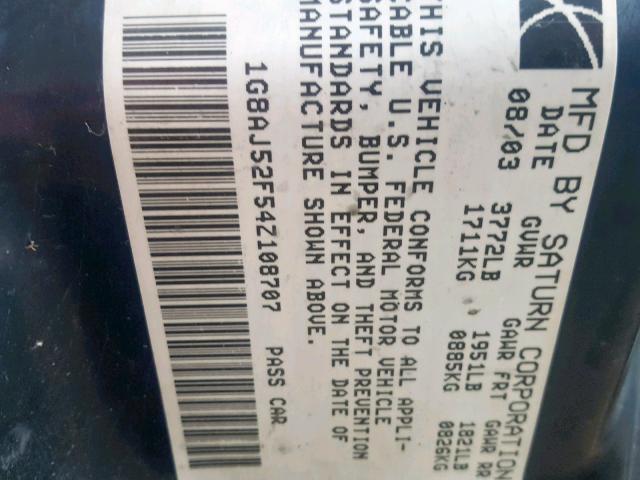 MFD BY SATURN CORPORATION
DATE GVWR GAWR FRT GAWR RR
08/03 3772LB 1951LB 1821LB
1711KG 0885KG 0826KG
THIS VEHICLE CONFORMS TO ALL APPLI-
CABLE U.S. FEDERAL MOTOR VEHICLE
SAFETY, BUMPER, AND THEFT PREVENTION
STANDARDS IN EFFECT ON THE DATE OF
MANUFACTURE SHOWN ABOVE.
1G8AJ52F54Z108707 PASS CAR